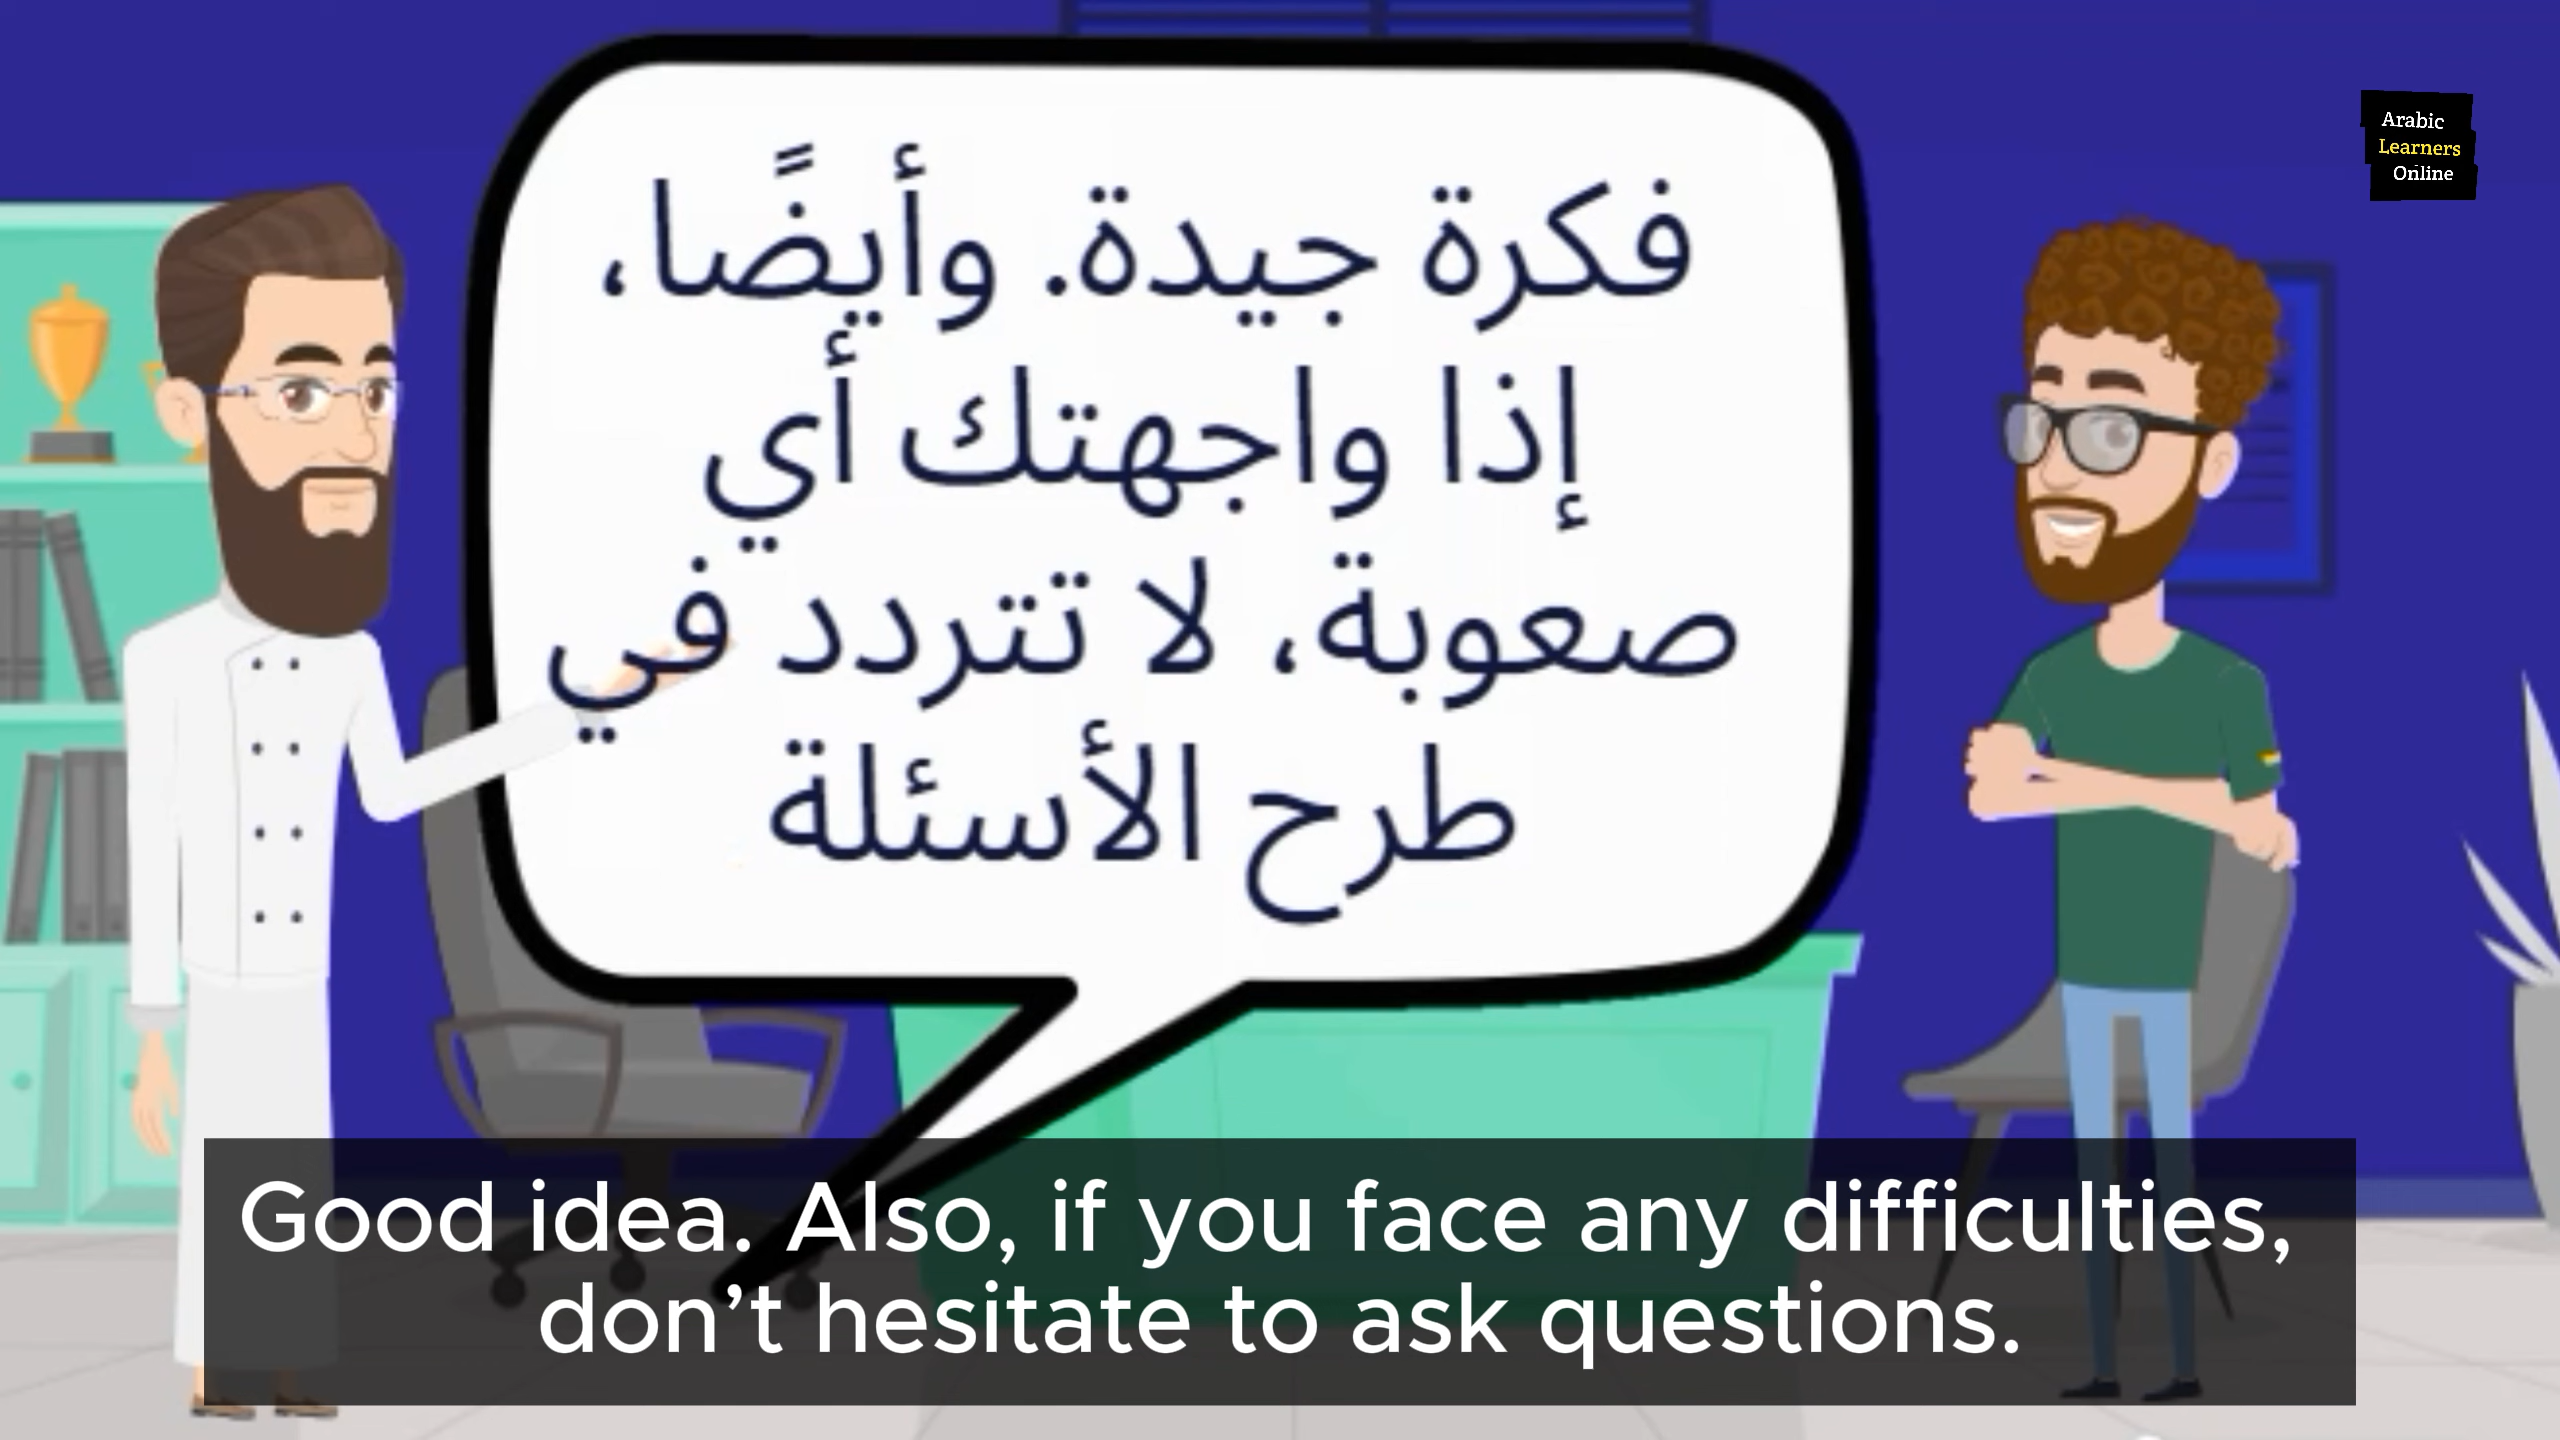 فكرة جيدة. وأيضًا،
إذا واجهتك أي
صعوبة، لا تتردد في
طرح الأسئلة
Arabic
Learners
Online
Good idea. Also, if you face any difficulties,
don’t hesitate to ask questions.